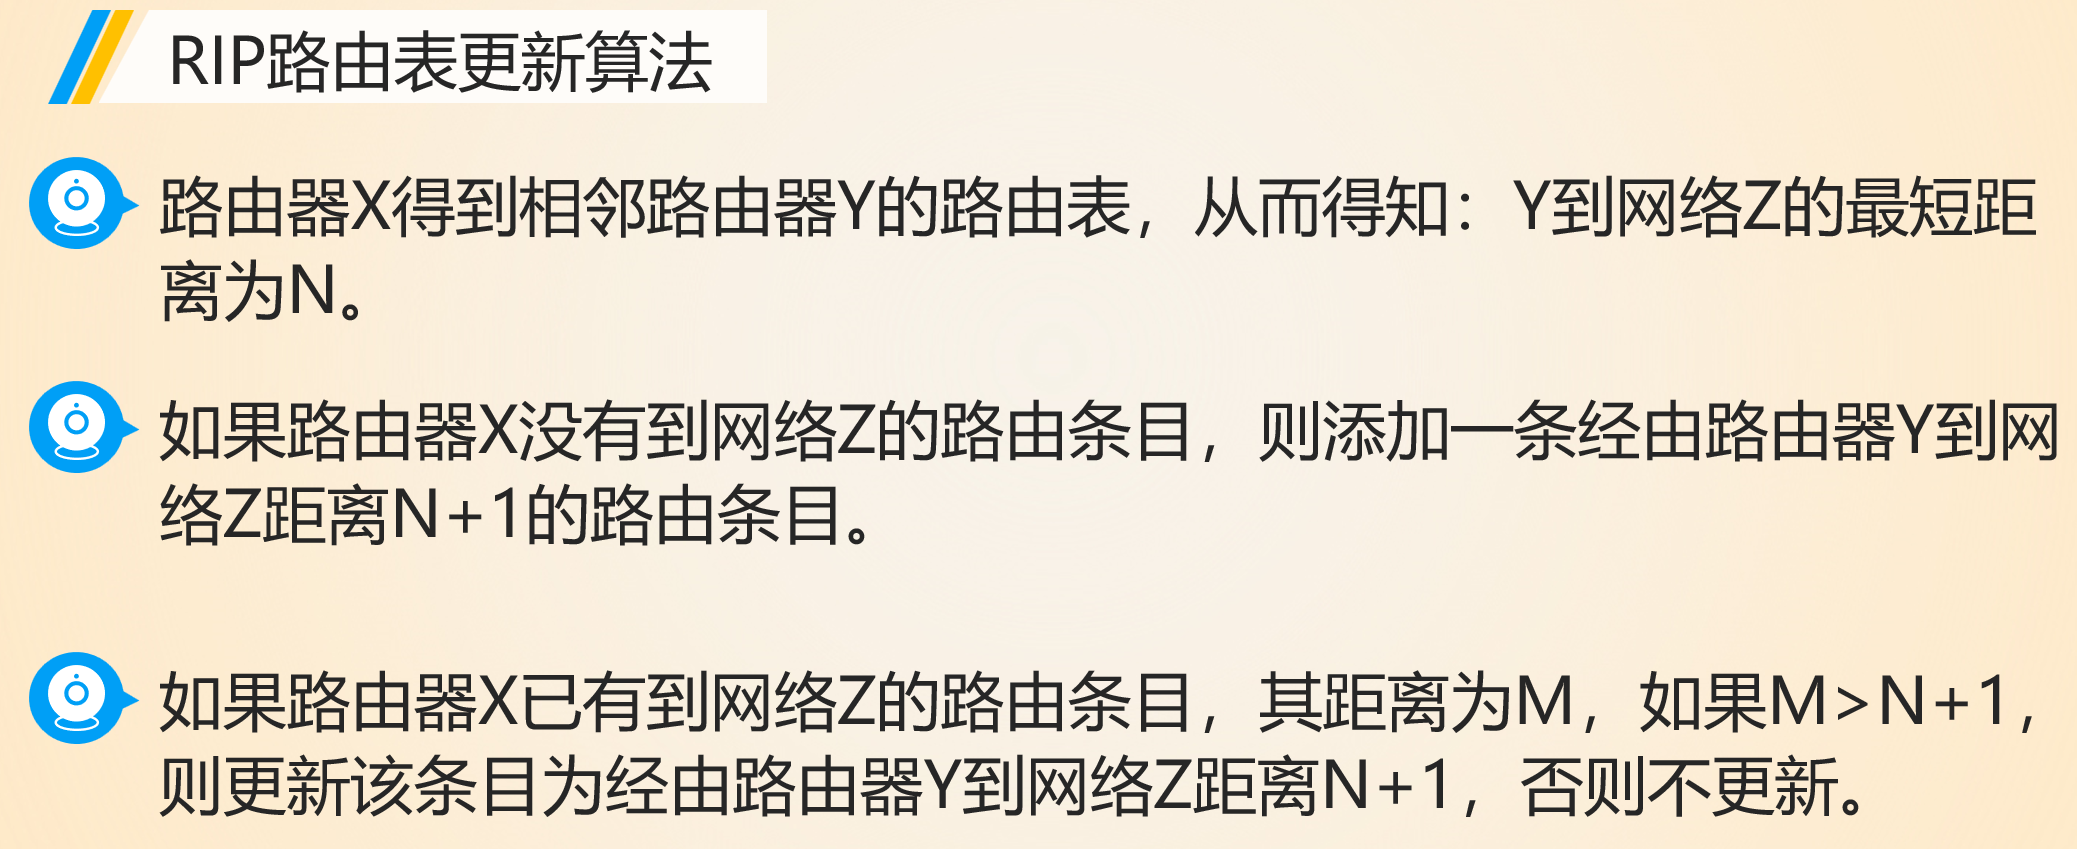 RIP路由表更新算法
路由器X得到相邻路由器Y的路由表，从而得知：Y到网络Z的最短距
离为N。
如果路由器X没有到网络Z的路由条目，则添加一条经由路由器Y到网
络Z距离N+1的路由条目。
如果路由器X已有到网络Z的路由条目，其距离为M，如果M>N+1，
则更新该条目为经由路由器Y到网络Z距离N+1，否则不更新。